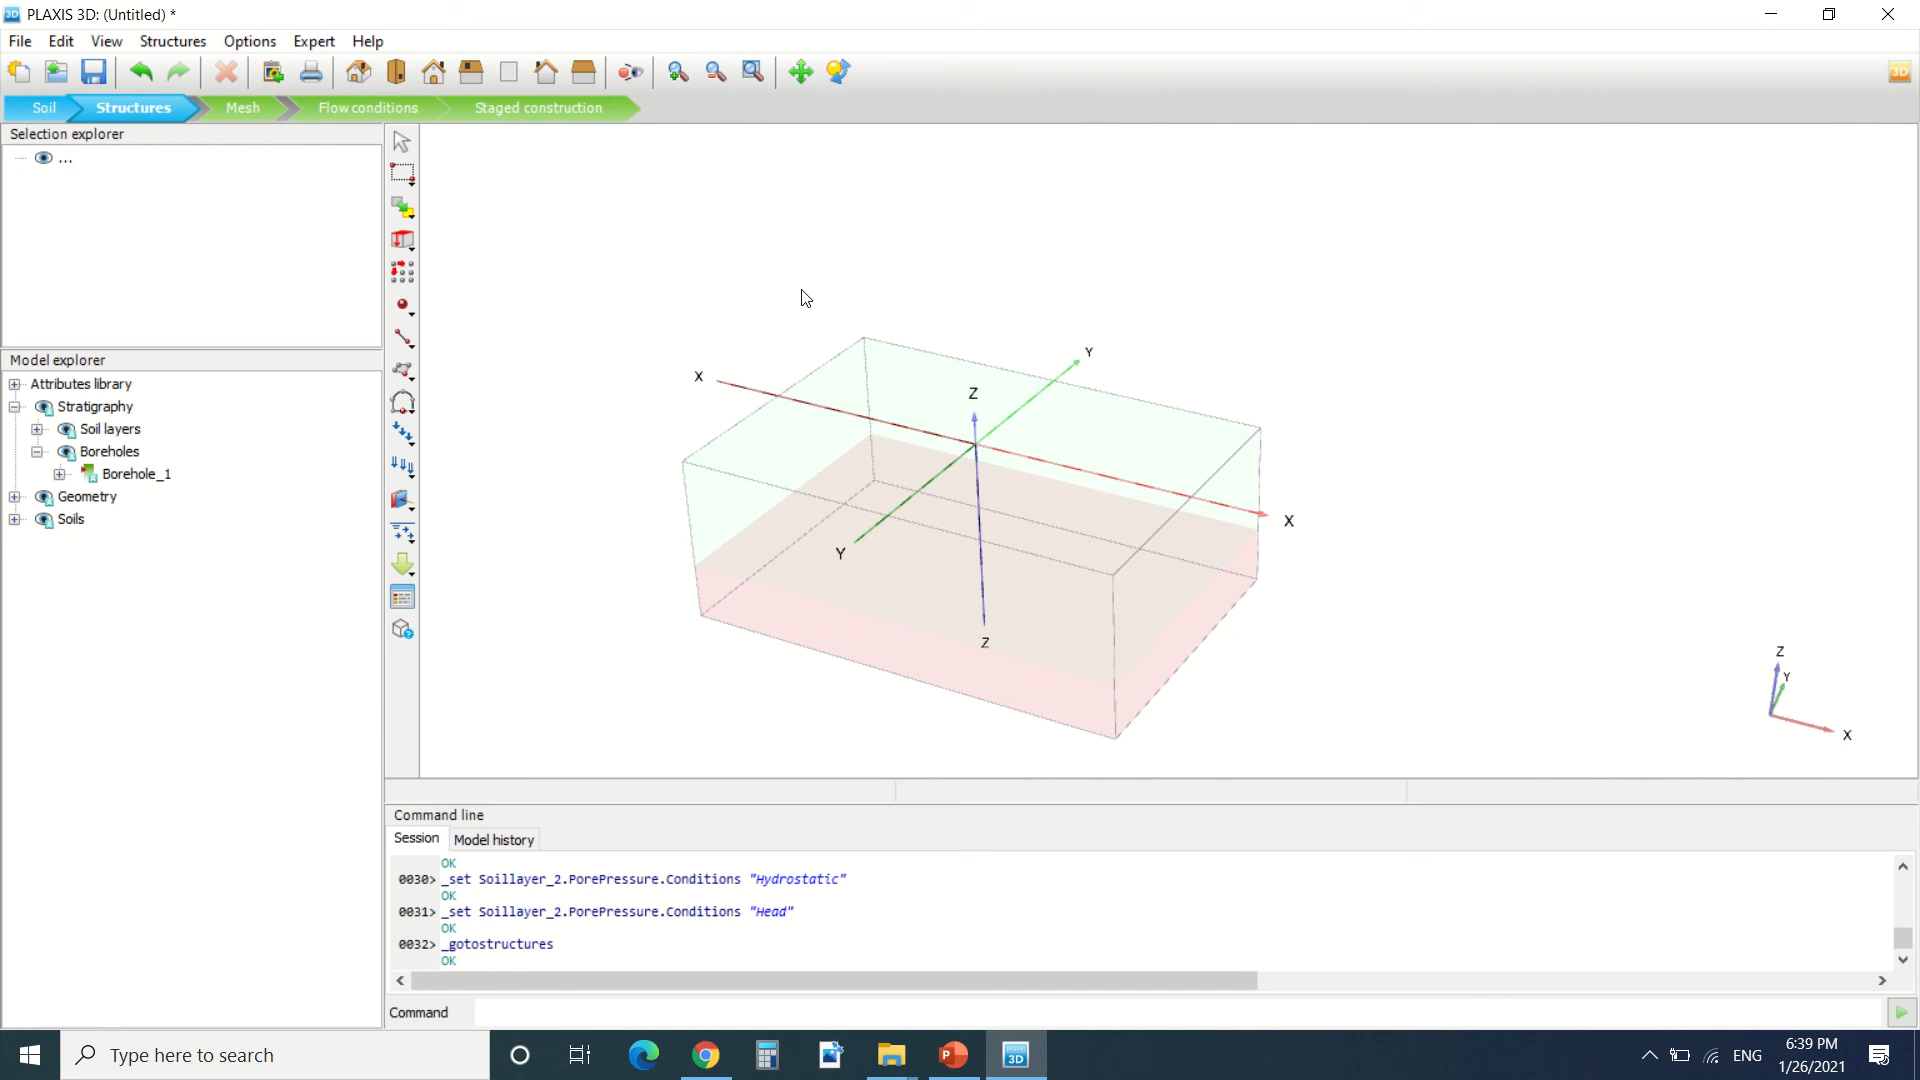 PLAXIS 3D: (Untitled) *
File Edit View Structures Options Expert Help
3D
Soil Structures Mesh Flow conditions Staged construction
Selection explorer
...
Model explorer
Attributes library
Stratigraphy
Soil layers
Boreholes
Borehole_1
Geometry
Soils
X
Y
Z
X
Y
Z
Z
Y
X
Command line
Session Model history
OK
0030> _set Soillayer_2.PorePressure.Conditions "Hydrostatic"
OK
0031> _set Soillayer_2.PorePressure.Conditions "Head"
OK
0032> _gotostructures
OK
Command
Type here to search
ENG
6:39 PM
1/26/2021